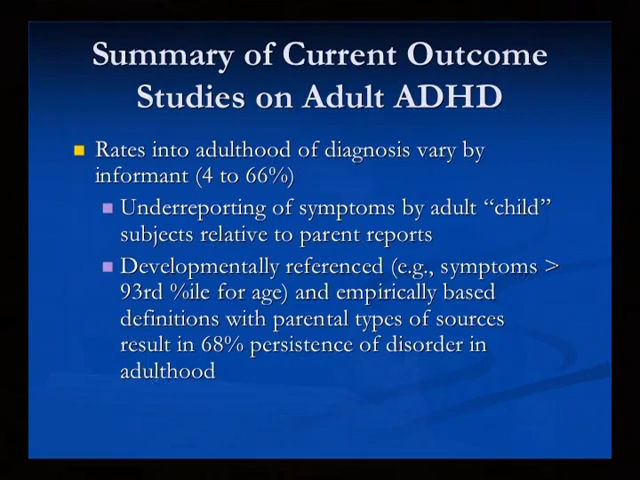 Summary of Current Outcome
Studies on Adult ADHD
Rates into adulthood of diagnosis vary by
informant (4 to 66%)
Underreporting of symptoms by adult “child”
subjects relative to parent reports
Developmentally referenced (e.g., symptoms >
93rd %ile for age) and empirically based
definitions with parental types of sources
result in 68% persistence of disorder in
adulthood